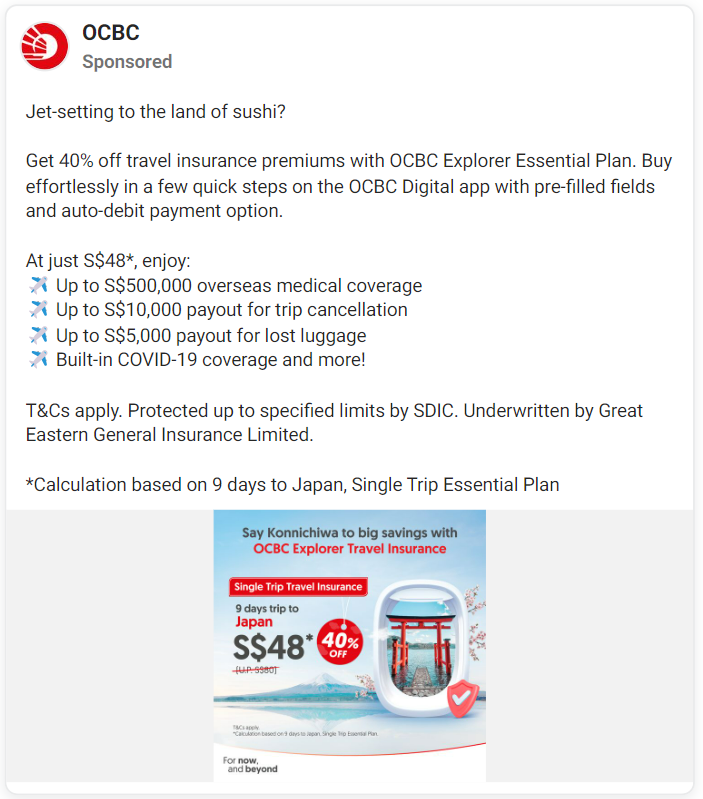 OCBC
Sponsored
Jet-setting to the land of sushi?
Get 40% off travel insurance premiums with OCBC Explorer Essential Plan. Buy
effortlessly in a few quick steps on the OCBC Digital app with pre-filled fields
and auto-debit payment option.
At just S$48*, enjoy:
Up to S$500,000 overseas medical coverage
Up to S$10,000 payout for trip cancellation
Up to S$5,000 payout for lost luggage
Built-in COVID-19 coverage and more!
T&Cs apply. Protected up to specified limits by SDIC. Underwritten by Great
Eastern General Insurance Limited.
*Calculation based on 9 days to Japan, Single Trip Essential Plan
Say Konnichiwa to big savings with
OCBC Explorer Travel Insurance
Single Trip Travel Insurance
9 days trip to
Japan
S$48*
40%
OFF
(U.P. S$80)
T&Cs apply.
*Calculation based on 9 days to Japan, Single Trip Essential Plan.
For now,
and beyond